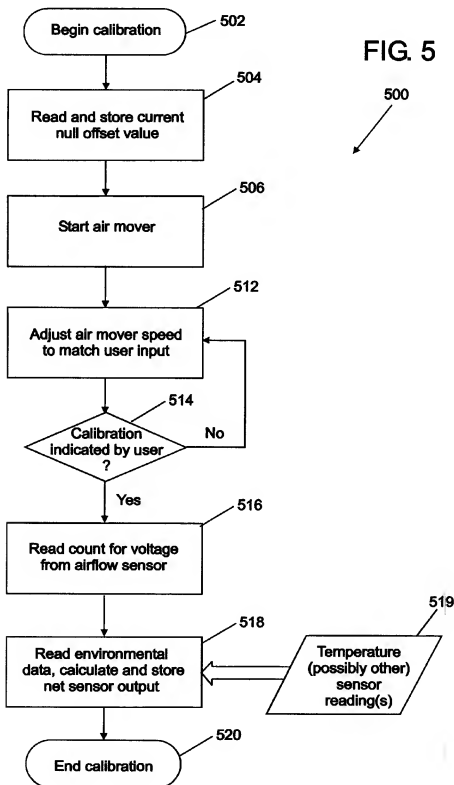 Begin calibration
502
FIG. 5
500
504
Read and store current
null offset value
506
Start air mover
512
Adjust air mover speed
to match user input
514
Calibration
indicated by user
?
No
Yes
516
Read count for voltage
from airflow sensor
518
Read environmental
data, calculate and store
net sensor output
519
Temperature
(possibly other)
sensor
reading(s)
520
End calibration